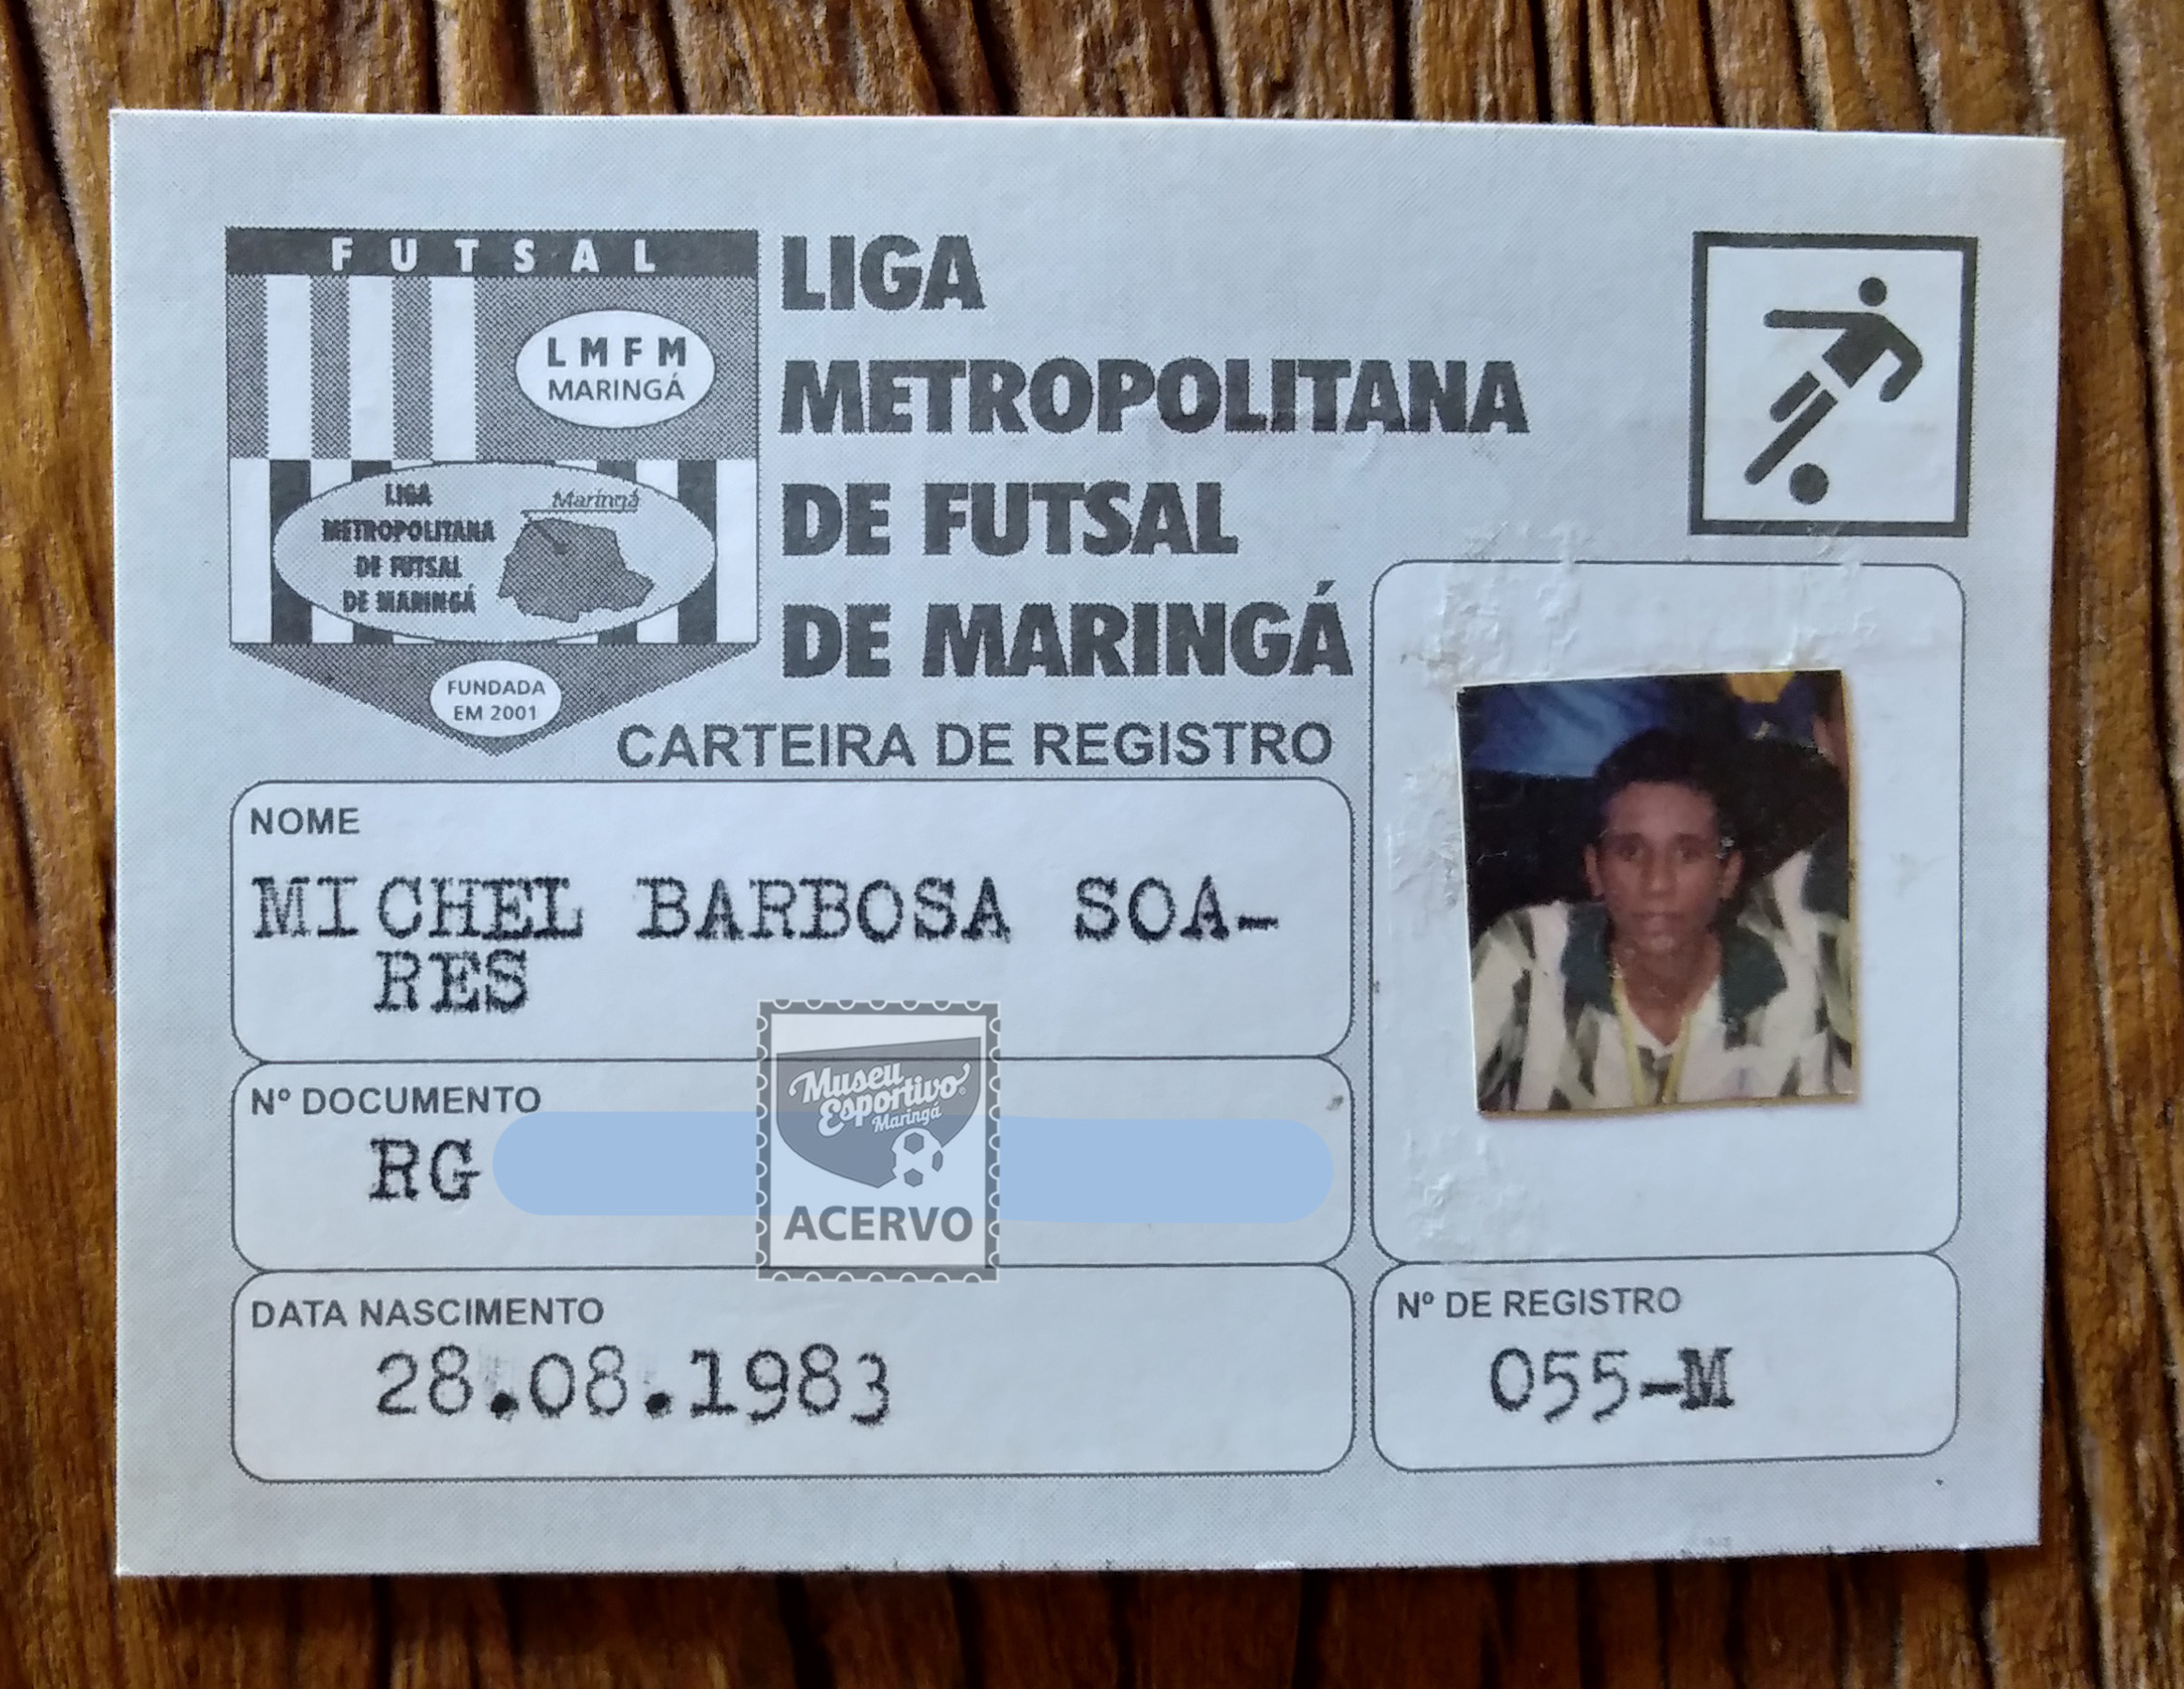 FUTSAL
LMFM
MARINGÁ
LIGA
METROPOLITANA
DE FUTSAL
DE MARINGÁ
Maringá
FUNDADA
EM 2001
LIGA
METROPOLITANA
DE FUTSAL
DE MARINGÁ
CARTEIRA DE REGISTRO
NOME
MICHEL BARBOSA SOA-
RES
Nº DOCUMENTO
RG
Museu
Esportivo
Maringá
ACERVO
DATA NASCIMENTO
28.08.1983
Nº DE REGISTRO
055-M